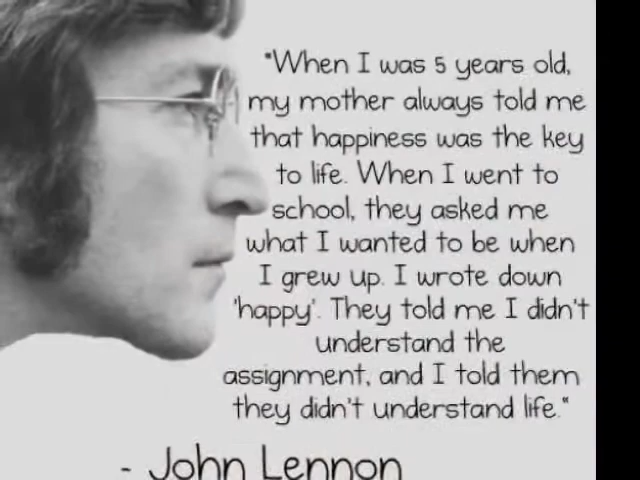 "When I was 5 years old,
my mother always told me
that happiness was the key
to life. When I went to
school, they asked me
what I wanted to be when
I grew up. I wrote down
'happy'. They told me I didn't
understand the
assignment, and I told them
they didn't understand life."
- John Lennon